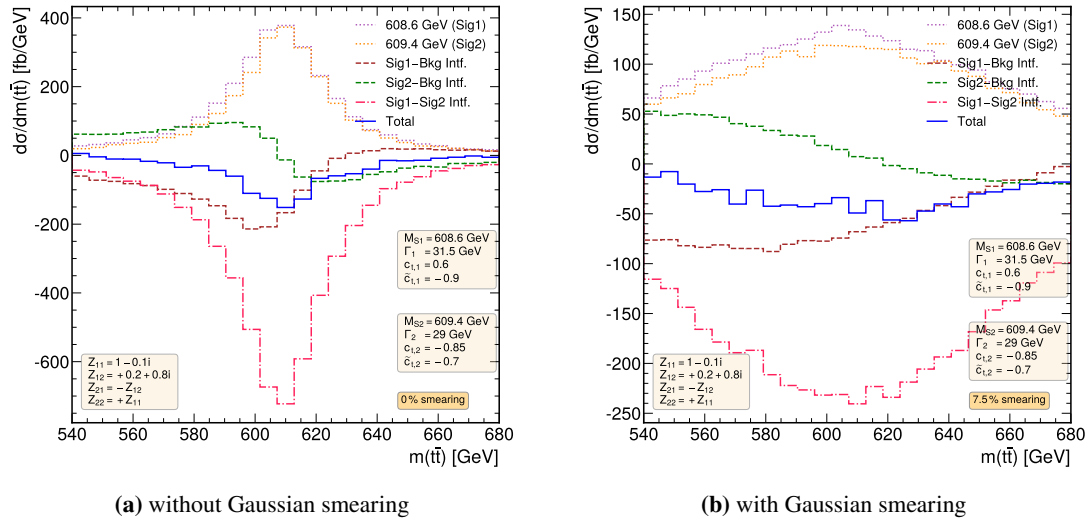 400
200
0
-200
-400
-600
dσ/dm(tt̄) [fb/GeV]
608.6 GeV (Sig1)
609.4 GeV (Sig2)
Sig1−Bkg Intf.
Sig2−Bkg Intf.
Sig1−Sig2 Intf.
Total
M_S1 = 608.6 GeV
Γ_1 = 31.5 GeV
c_t,1 = 0.6
c̃_t,1 = −0.9
M_S2 = 609.4 GeV
Γ_2 = 29 GeV
c_t,2 = −0.85
c̃_t,2 = −0.7
Z_11 = 1 − 0.1i
Z_12 = +0.2 + 0.8i
Z_21 = −Z_12
Z_22 = +Z_11
0% smearing
540 560 580 600 620 640 660 680
m(tt̄) [GeV]
(a) without Gaussian smearing
150
100
50
0
-50
-100
-150
-200
-250
dσ/dm(tt̄) [fb/GeV]
608.6 GeV (Sig1)
609.4 GeV (Sig2)
Sig1−Bkg Intf.
Sig2−Bkg Intf.
Sig1−Sig2 Intf.
Total
M_S1 = 608.6 GeV
Γ_1 = 31.5 GeV
c_t,1 = 0.6
c̃_t,1 = −0.9
M_S2 = 609.4 GeV
Γ_2 = 29 GeV
c_t,2 = −0.85
c̃_t,2 = −0.7
Z_11 = 1 − 0.1i
Z_12 = +0.2 + 0.8i
Z_21 = −Z_12
Z_22 = +Z_11
7.5% smearing
540 560 580 600 620 640 660 680
m(tt̄) [GeV]
(b) with Gaussian smearing